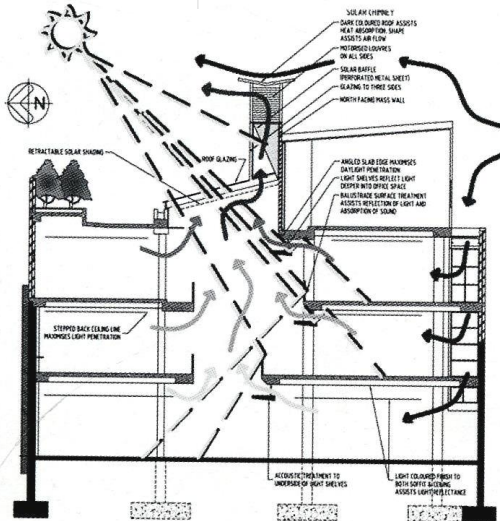 SOLAR CHIMNEY
DARK COLOURED ROOF ASSISTS
HEAT ABSORPTION. SHAPE
ASSISTS AIR FLOW
MOTORISED LOUVRES
ON ALL SIDES
SOLAR BAFFLE
(PERFORATED METAL SHEET)
GLAZING TO THREE SIDES
NORTH FACING MASS WALL
N
RETRACTABLE SOLAR SHADING
ROOF GLAZING
ANGLED SLAB EDGE MAXIMISES
DAYLIGHT PENETRATION
LIGHT SHELVES REFLECT LIGHT
DEEPER INTO OFFICE SPACE
BALUSTRADE SURFACE TREATMENT
ASSISTS REFLECTION OF LIGHT AND
ABSORPTION OF SOUND
STEPPED BACK CEILING LINE
MAXIMISES LIGHT PENETRATION
ACCOUSTIC TREATMENT TO
UNDERSIDE OF LIGHT SHELVES
LIGHT COLOURED FINISH TO
BOTH SOFFIT & CEILING
ASSISTS LIGHT REFLECTANCE